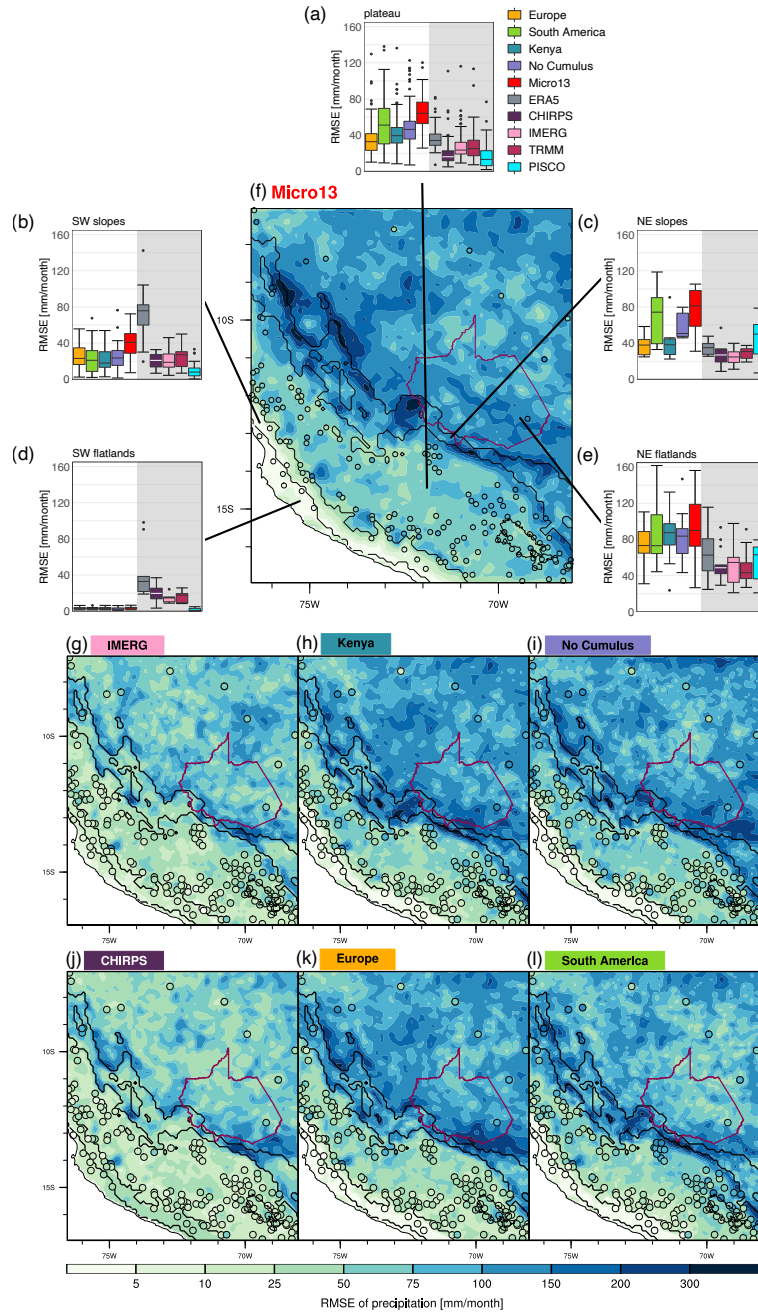 (a)
plateau
RMSE [mm/month]
160
120
80
40
0
Europe
South America
Kenya
No Cumulus
Micro13
ERA5
CHIRPS
IMERG
TRMM
PISCO
(b)
SW slopes
RMSE [mm/month]
160
120
80
40
0
(f) Micro13
10S
15S
75W
70W
(c)
NE slopes
RMSE [mm/month]
160
120
80
40
0
(d)
SW flatlands
RMSE [mm/month]
160
120
80
40
0
(e)
NE flatlands
RMSE [mm/month]
160
120
80
40
0
(g) IMERG
(h) Kenya
(i) No Cumulus
10S
15S
75W
70W
75W
70W
75W
70W
(j) CHIRPS
(k) Europe
(l) South America
10S
15S
75W
70W
75W
70W
75W
70W
5 10 25 50 75 100 150 200 300
RMSE of precipitation [mm/month]